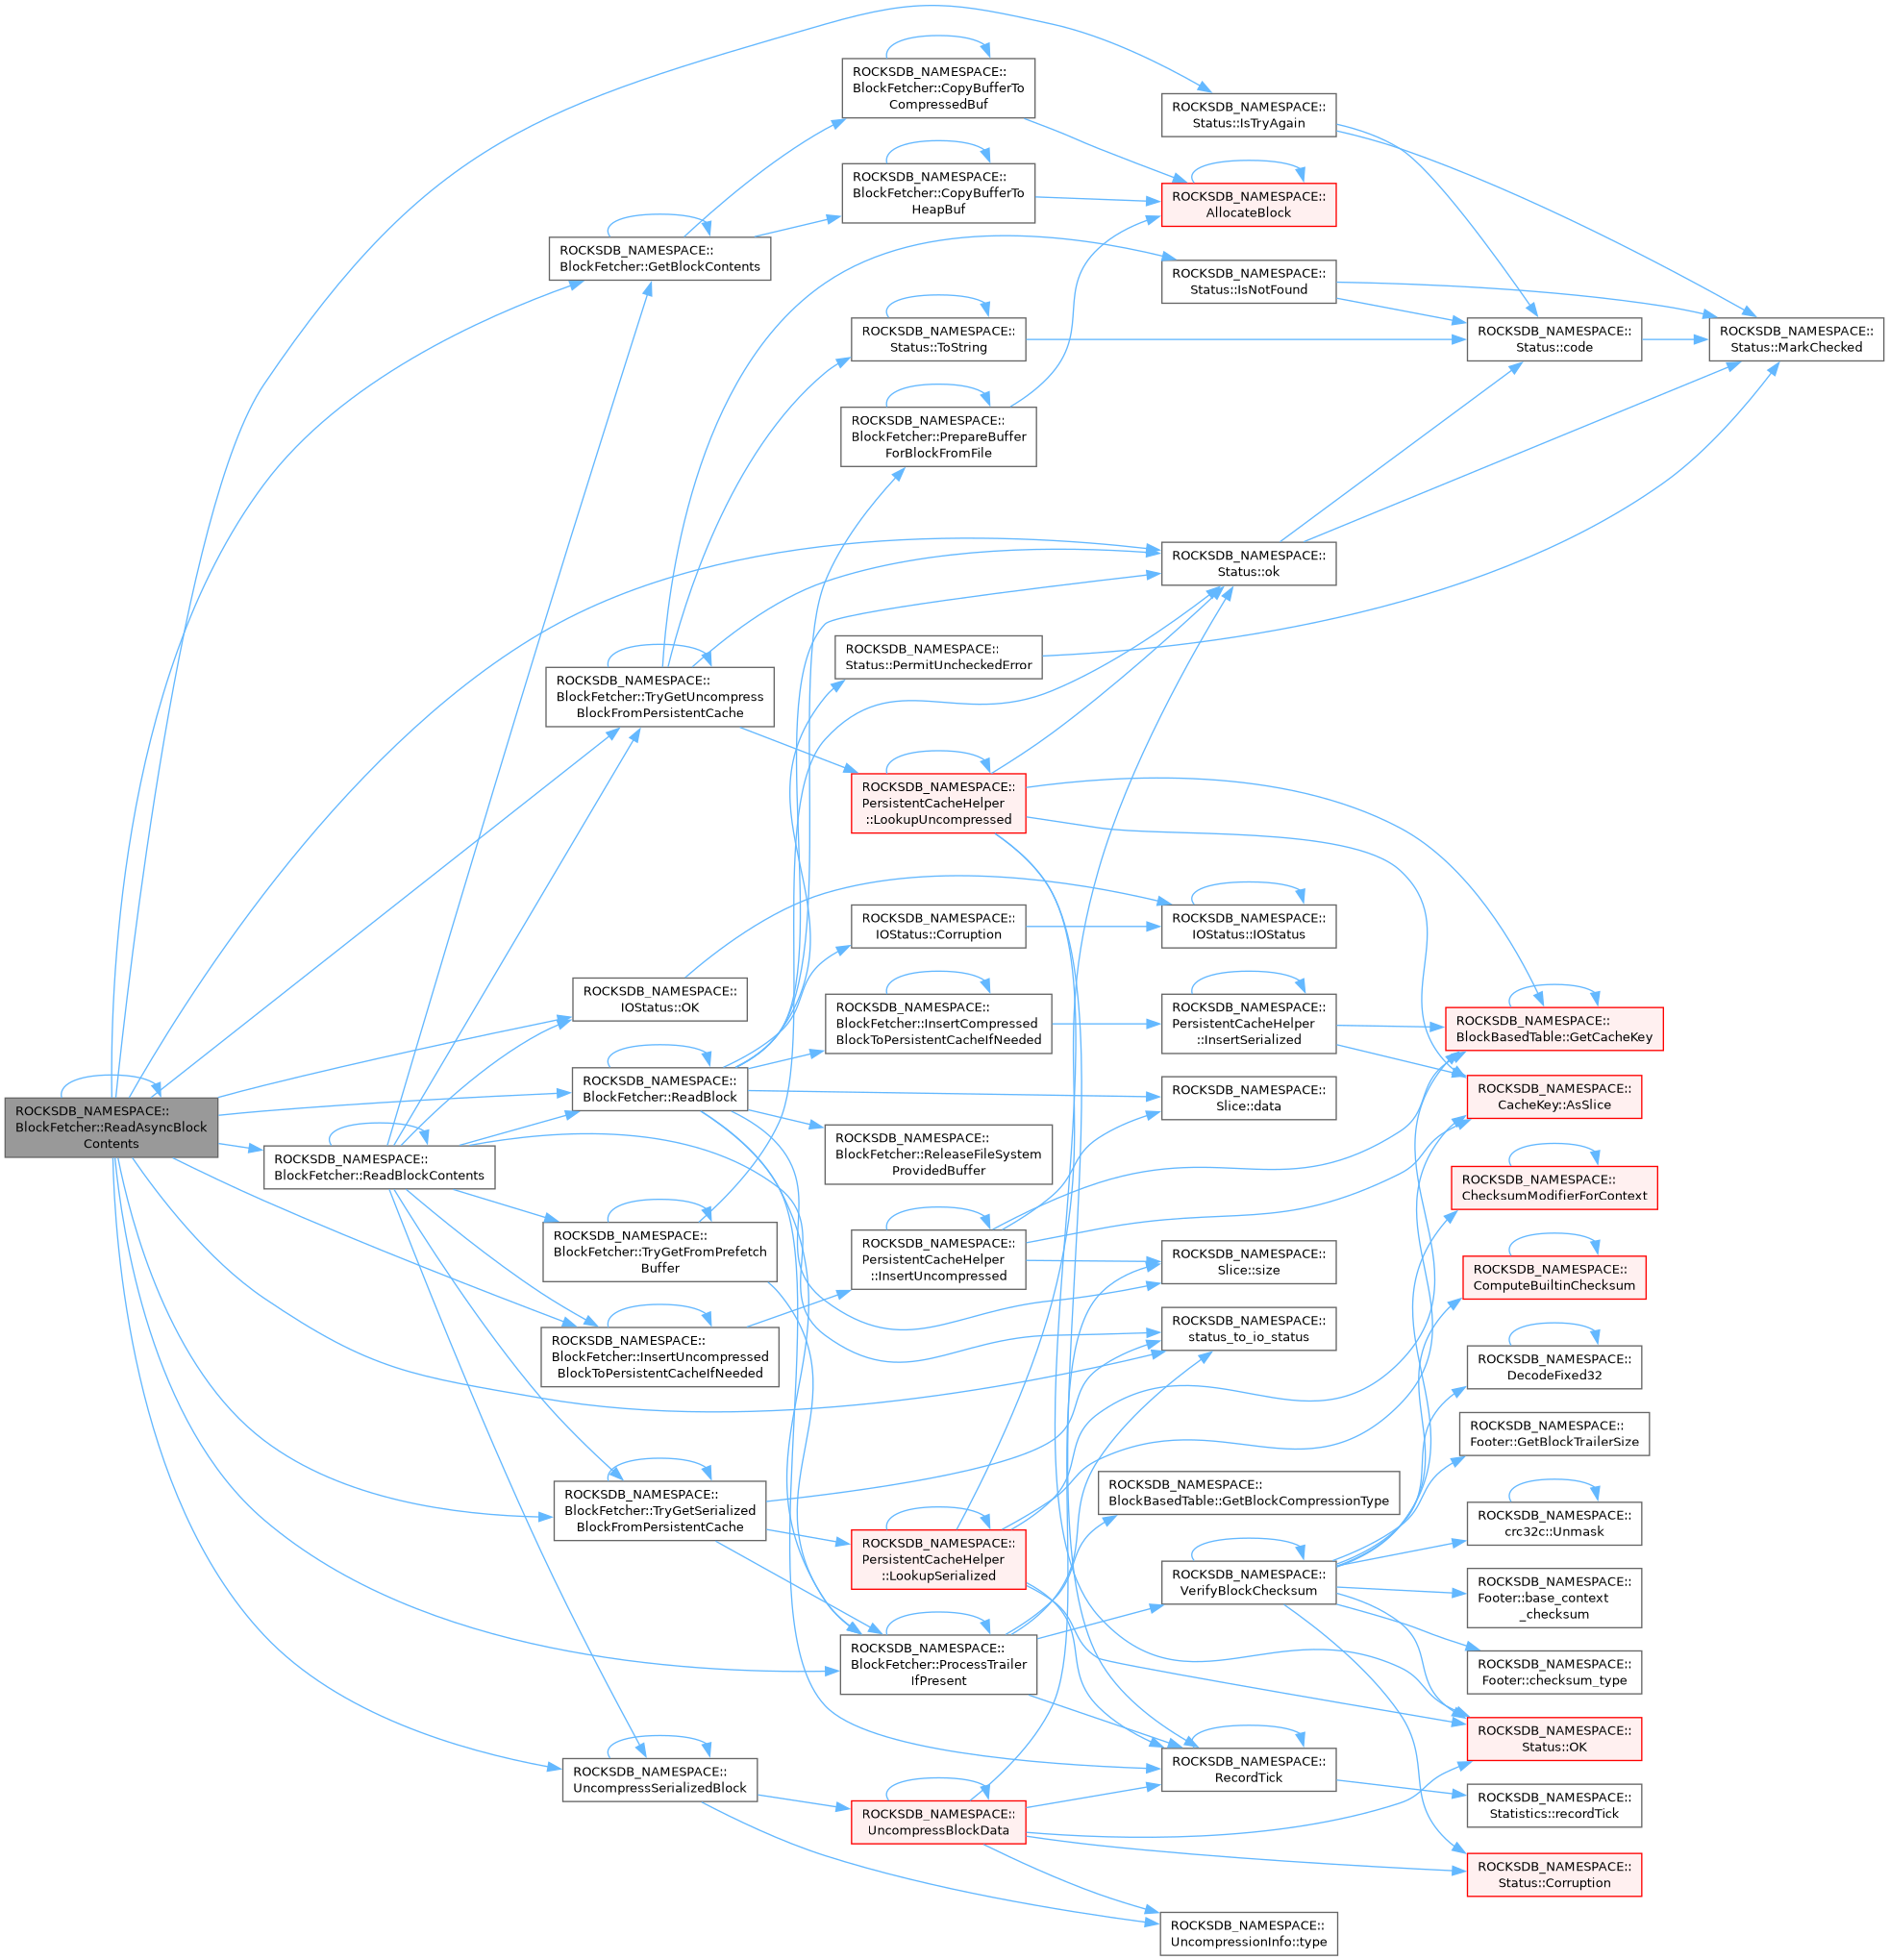 ROCKSDB_NAMESPACE::
BlockFetcher::ReadAsyncBlock
Contents
ROCKSDB_NAMESPACE::
BlockFetcher::ReadBlockContents
ROCKSDB_NAMESPACE::
BlockFetcher::GetBlockContents
ROCKSDB_NAMESPACE::
BlockFetcher::TryGetUncompress
BlockFromPersistentCache
ROCKSDB_NAMESPACE::
IOStatus::OK
ROCKSDB_NAMESPACE::
BlockFetcher::ReadBlock
ROCKSDB_NAMESPACE::
BlockFetcher::TryGetFromPrefetch
Buffer
ROCKSDB_NAMESPACE::
BlockFetcher::InsertUncompressed
BlockToPersistentCacheIfNeeded
ROCKSDB_NAMESPACE::
BlockFetcher::TryGetSerialized
BlockFromPersistentCache
ROCKSDB_NAMESPACE::
UncompressSerializedBlock
ROCKSDB_NAMESPACE::
BlockFetcher::CopyBufferTo
CompressedBuf
ROCKSDB_NAMESPACE::
BlockFetcher::CopyBufferTo
HeapBuf
ROCKSDB_NAMESPACE::
Status::ToString
ROCKSDB_NAMESPACE::
BlockFetcher::PrepareBuffer
ForBlockFromFile
ROCKSDB_NAMESPACE::
Status::PermitUncheckedError
ROCKSDB_NAMESPACE::
PersistentCacheHelper
::LookupUncompressed
ROCKSDB_NAMESPACE::
IOStatus::Corruption
ROCKSDB_NAMESPACE::
BlockFetcher::InsertCompressed
BlockToPersistentCacheIfNeeded
ROCKSDB_NAMESPACE::
BlockFetcher::ReleaseFileSystem
ProvidedBuffer
ROCKSDB_NAMESPACE::
PersistentCacheHelper
::InsertUncompressed
ROCKSDB_NAMESPACE::
PersistentCacheHelper
::LookupSerialized
ROCKSDB_NAMESPACE::
BlockFetcher::ProcessTrailer
IfPresent
ROCKSDB_NAMESPACE::
UncompressBlockData
ROCKSDB_NAMESPACE::
Status::IsTryAgain
ROCKSDB_NAMESPACE::
AllocateBlock
ROCKSDB_NAMESPACE::
Status::IsNotFound
ROCKSDB_NAMESPACE::
Status::ok
ROCKSDB_NAMESPACE::
IOStatus::IOStatus
ROCKSDB_NAMESPACE::
PersistentCacheHelper
::InsertSerialized
ROCKSDB_NAMESPACE::
Slice::data
ROCKSDB_NAMESPACE::
Slice::size
ROCKSDB_NAMESPACE::
status_to_io_status
ROCKSDB_NAMESPACE::
BlockBasedTable::GetBlockCompressionType
ROCKSDB_NAMESPACE::
VerifyBlockChecksum
ROCKSDB_NAMESPACE::
RecordTick
ROCKSDB_NAMESPACE::
UncompressionInfo::type
ROCKSDB_NAMESPACE::
Status::code
ROCKSDB_NAMESPACE::
BlockBasedTable::GetCacheKey
ROCKSDB_NAMESPACE::
CacheKey::AsSlice
ROCKSDB_NAMESPACE::
ChecksumModifierForContext
ROCKSDB_NAMESPACE::
ComputeBuiltinChecksum
ROCKSDB_NAMESPACE::
DecodeFixed32
ROCKSDB_NAMESPACE::
Footer::GetBlockTrailerSize
ROCKSDB_NAMESPACE::
crc32c::Unmask
ROCKSDB_NAMESPACE::
Footer::base_context
_checksum
ROCKSDB_NAMESPACE::
Footer::checksum_type
ROCKSDB_NAMESPACE::
Status::OK
ROCKSDB_NAMESPACE::
Statistics::recordTick
ROCKSDB_NAMESPACE::
Status::Corruption
ROCKSDB_NAMESPACE::
Status::MarkChecked